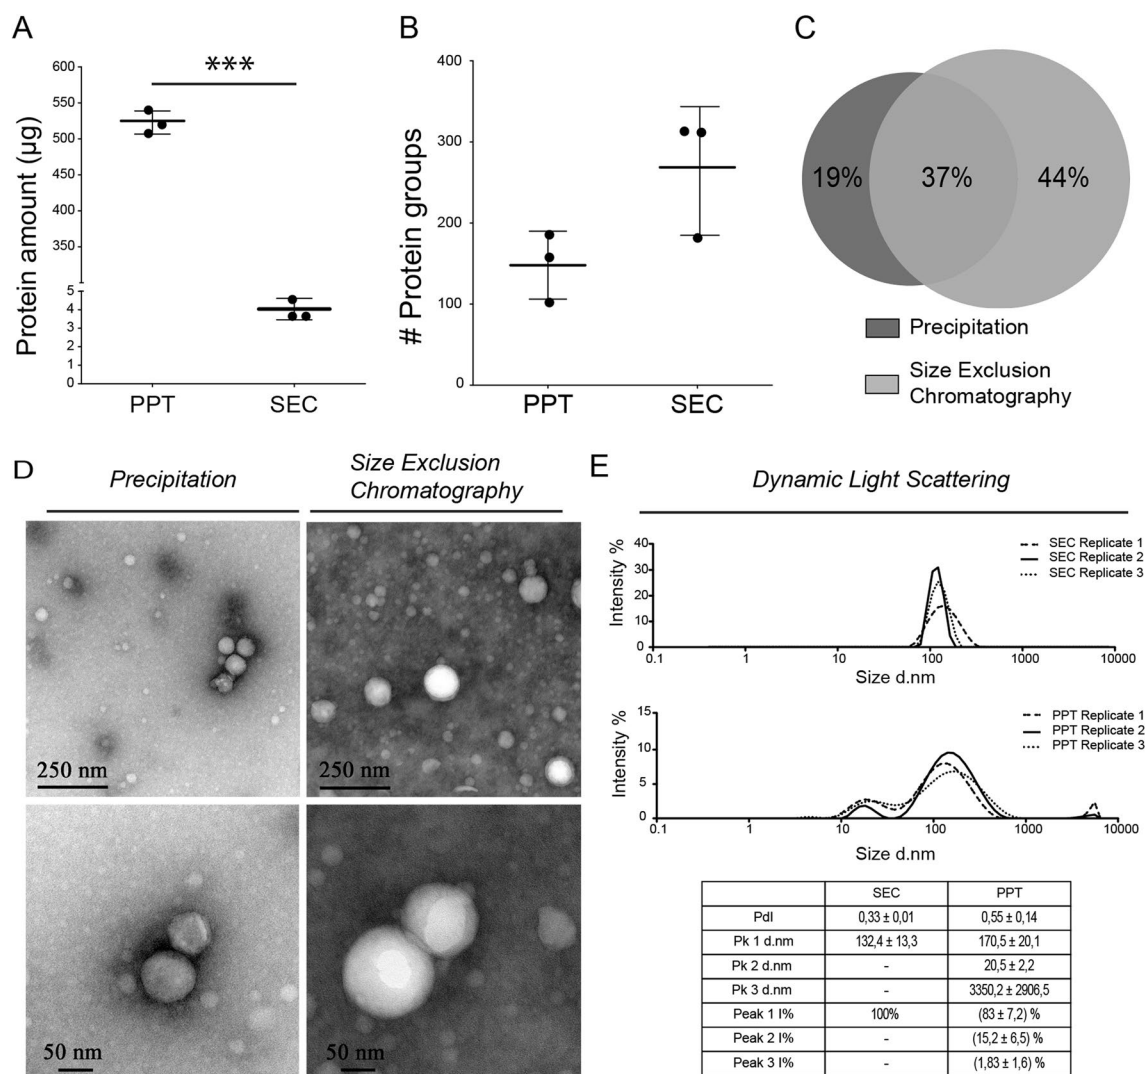 A
Protein amount (µg)
600
550
500
450
400
350
5
4
3
2
1
0
***
PPT
SEC
B
# Protein groups
400
300
200
100
0
PPT
SEC
C
19%
37%
44%
Precipitation
Size Exclusion
Chromatography
D
Precipitation
Size Exclusion
Chromatography
250 nm
250 nm
50 nm
50 nm
E
Dynamic Light Scattering
Intensity %
40
30
20
10
0
0.1
1
10
100
1000
10000
Size d.nm
SEC Replicate 1
SEC Replicate 2
SEC Replicate 3
Intensity %
15
10
5
0
0.1
1
10
100
1000
10000
Size d.nm
PPT Replicate 1
PPT Replicate 2
PPT Replicate 3
SEC PPT
PdI 0,33 ± 0,01 0,55 ± 0,14
Pk 1 d.nm 132,4 ± 13,3 170,5 ± 20,1
Pk 2 d.nm - 20,5 ± 2,2
Pk 3 d.nm - 3350,2 ± 2906,5
Peak 1 I% 100% (83 ± 7,2) %
Peak 2 I% - (15,2 ± 6,5) %
Peak 3 I% - (1,83 ± 1,6) %